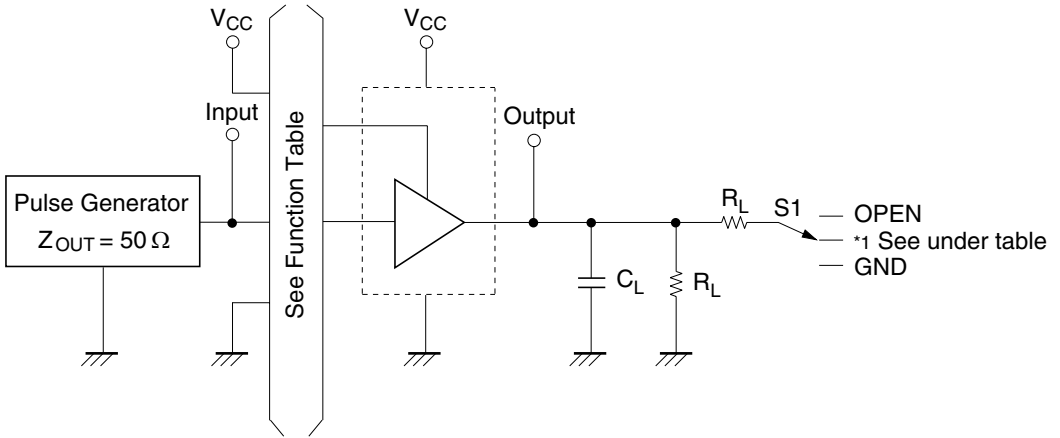 VCC
VCC
Input
See Function Table
Output
Pulse Generator
ZOUT = 50 Ω
RL
S1
OPEN
*1 See under table
GND
CL
RL